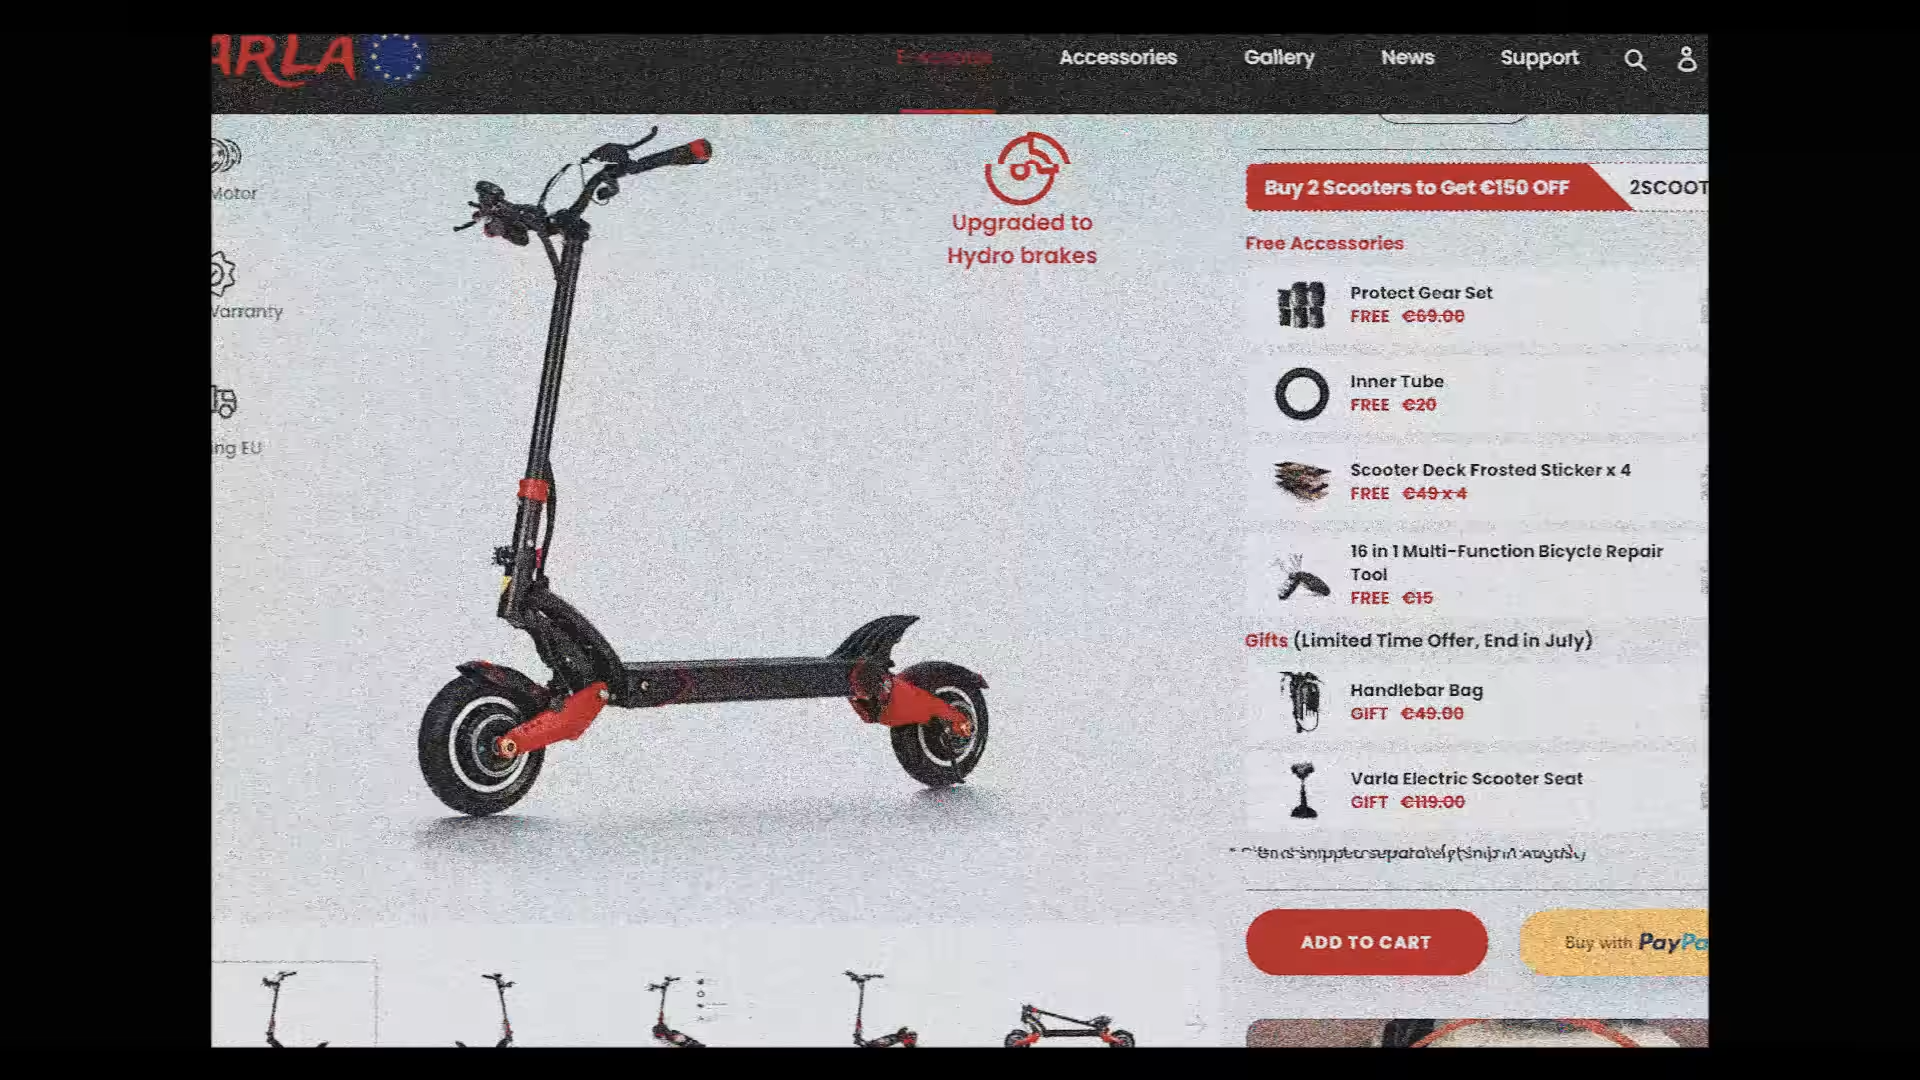 ARLA
E-scooter
Accessories
Gallery
News
Support
Motor
Warranty
ing EU
Upgraded to
Hydro brakes
Buy 2 Scooters to Get €150 OFF
2SCOOT
Free Accessories
Protect Gear Set
FREE €69.00
Inner Tube
FREE €20
Scooter Deck Frosted Sticker x 4
FREE €49 x 4
16 in 1 Multi-Function Bicycle Repair
Tool
FREE €15
Gifts (Limited Time Offer, End in July)
Handlebar Bag
GIFT €49.00
Varla Electric Scooter Seat
GIFT €119.00
ADD TO CART
Buy with PayPa